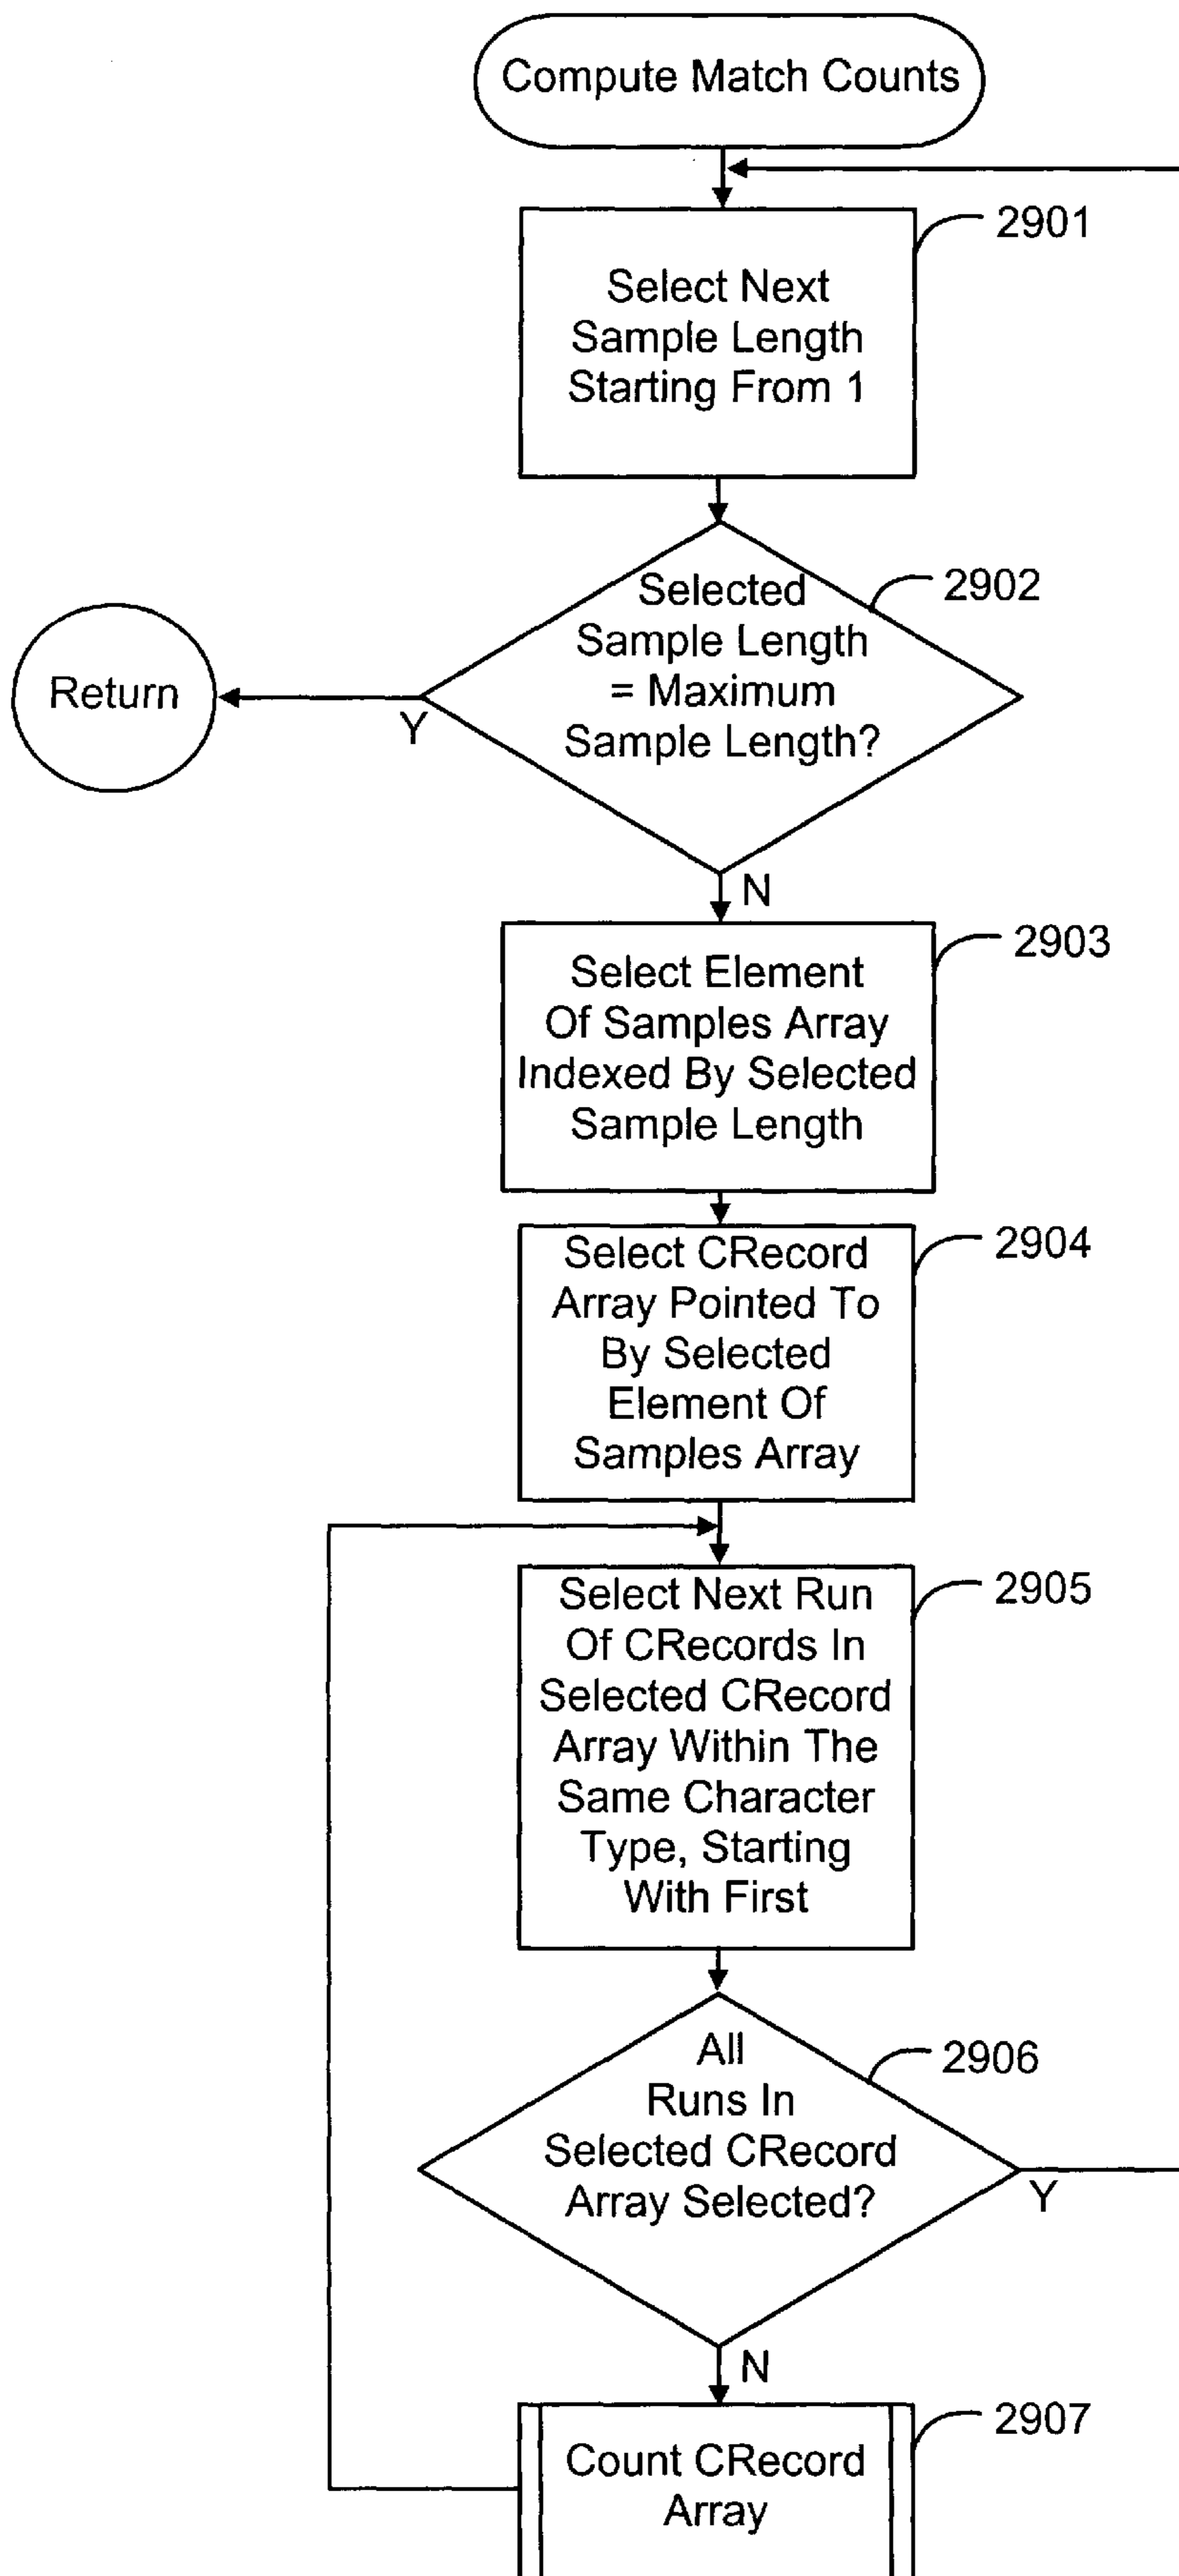 Compute Match Counts
2901
Select Next
Sample Length
Starting From 1
2902
Selected
Sample Length
= Maximum
Sample Length?
Return
Y
N
2903
Select Element
Of Samples Array
Indexed By Selected
Sample Length
2904
Select CRecord
Array Pointed To
By Selected
Element Of
Samples Array
2905
Select Next Run
Of CRecords In
Selected CRecord
Array Within The
Same Character
Type, Starting
With First
2906
All
Runs In
Selected CRecord
Array Selected?
Y
N
2907
Count CRecord
Array